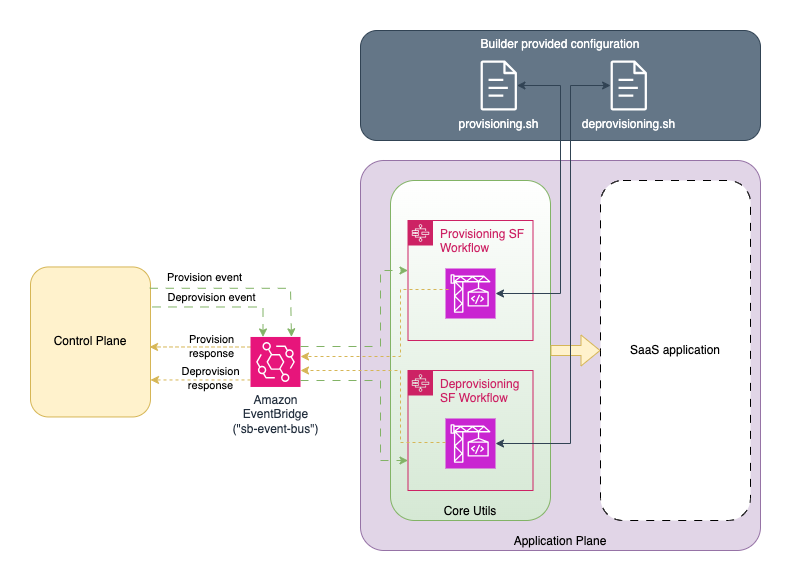 Builder provided configuration
provisioning.sh
deprovisioning.sh
Provisioning SF
Workflow
Provision event
Deprovision event
Control Plane
Provision
response
Deprovision
response
Amazon
EventBridge
("sb-event-bus")
Deprovisioning
SF Workflow
SaaS application
Core Utils
Application Plane